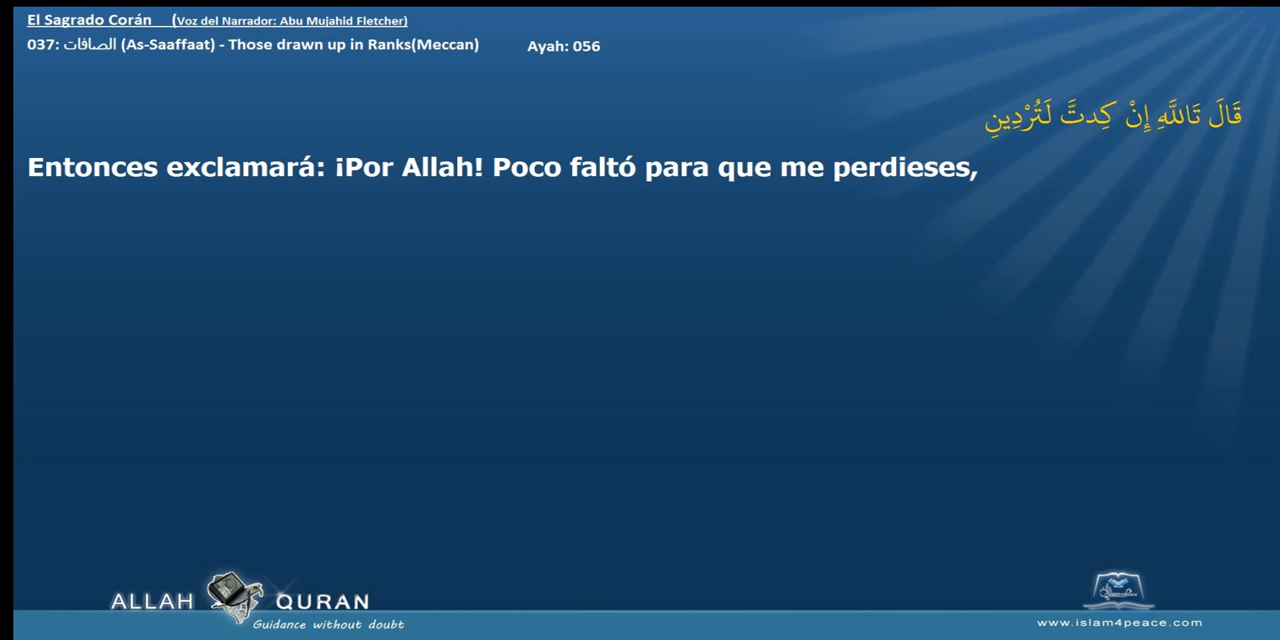 El Sagrado Corán (Voz del Narrador: Abu Mujahid Fletcher)
037: الصافات (As-Saaffaat) - Those drawn up in Ranks(Meccan) Ayah: 056
قَالَ تَاللَّهِ إِنْ كِدتَّ لَتُرْدِينِ
Entonces exclamará: ¡Por Allah! Poco faltó para que me perdieses,
ALLAH QURAN
Guidance without doubt
www.islam4peace.com